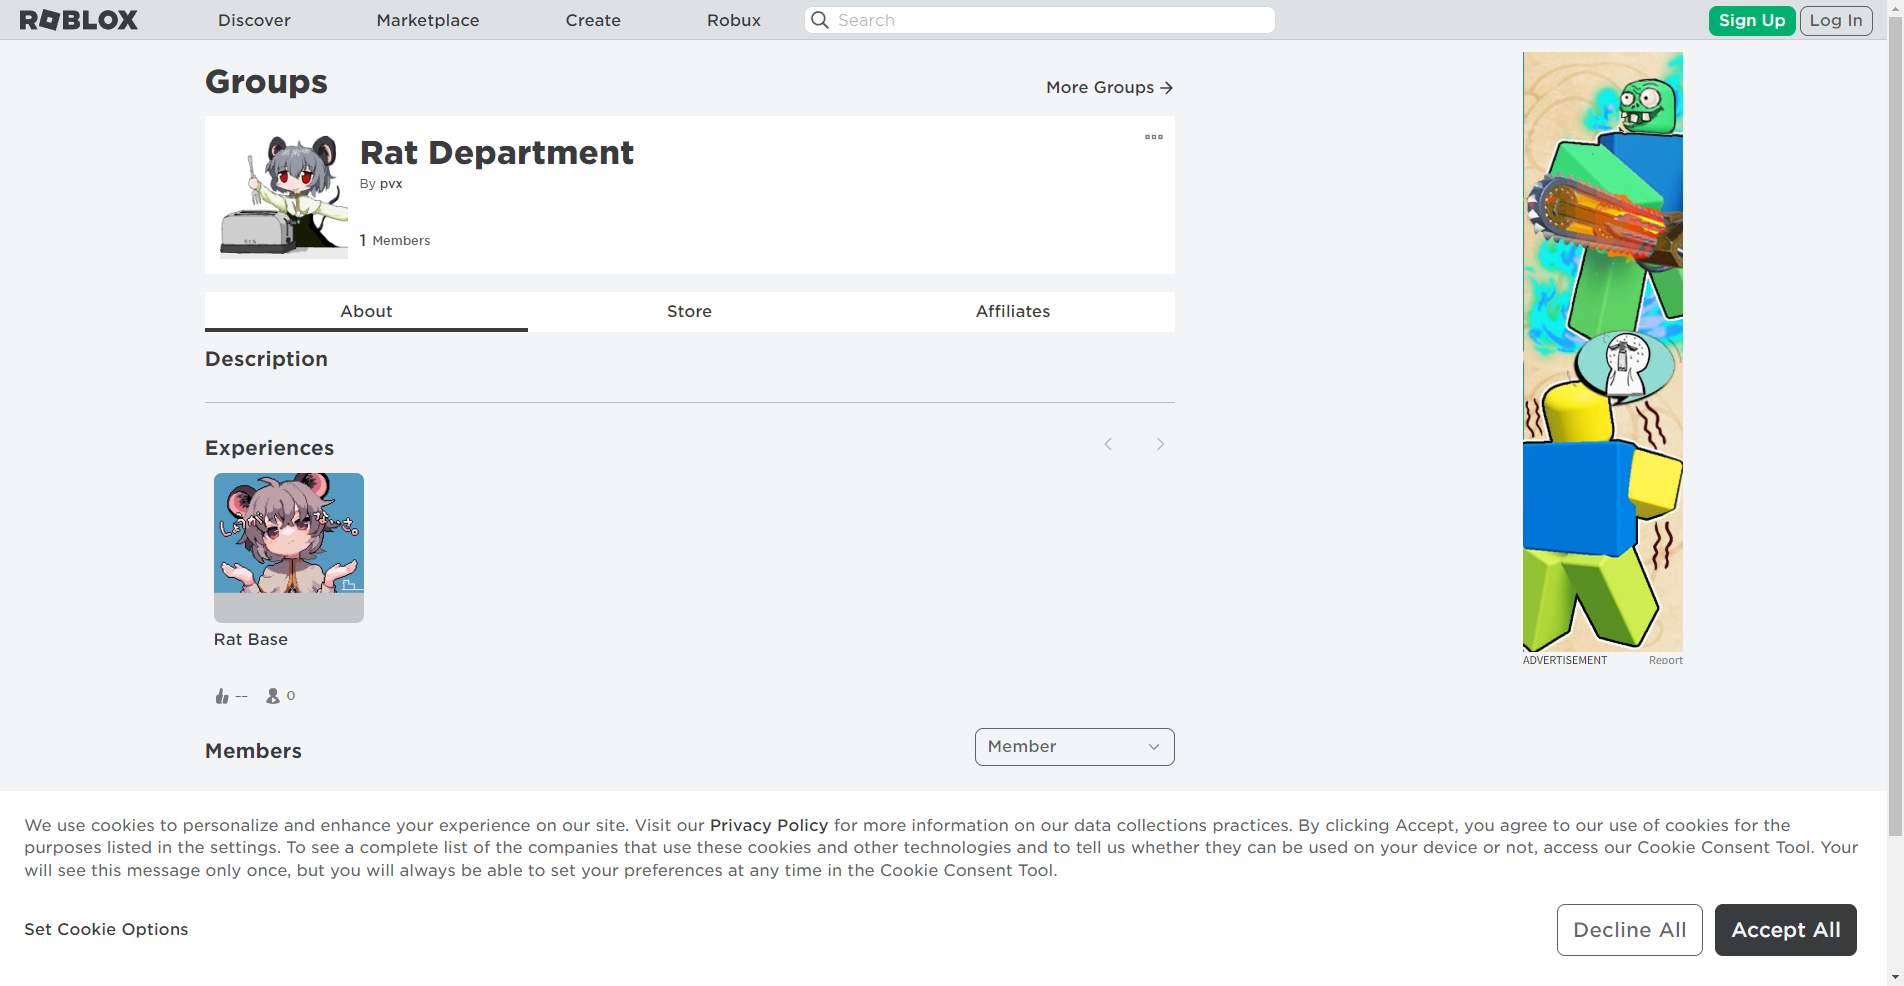 ROBLOX
Discover
Marketplace
Create
Robux
Search
Sign Up
Log In
Groups
More Groups
Rat Department
By pvx
1 Members
About
Store
Affiliates
Description
Experiences
しょうがないさ。
Rat Base
--
0
Members
Member
ADVERTISEMENT
Report
We use cookies to personalize and enhance your experience on our site. Visit our Privacy Policy for more information on our data collections practices. By clicking Accept, you agree to our use of cookies for the
purposes listed in the settings. To see a complete list of the companies that use these cookies and other technologies and to tell us whether they can be used on your device or not, access our Cookie Consent Tool. Your
will see this message only once, but you will always be able to set your preferences at any time in the Cookie Consent Tool.
Set Cookie Options
Decline All
Accept All